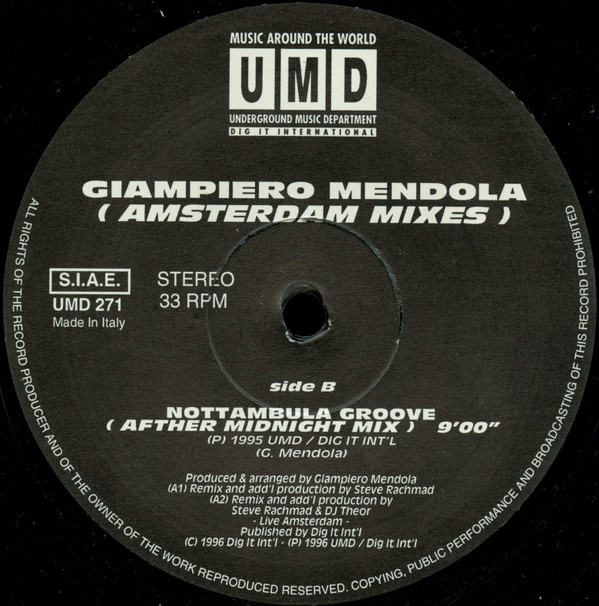 MUSIC AROUND THE WORLD
UMD
UNDERGROUND MUSIC DEPARTMENT
DIG IT INTERNATIONAL
GIAMPIERO MENDOLA
( AMSTERDAM MIXES )
S.I.A.E.
UMD 271
Made In Italy
STEREO
33 RPM
side B
NOTTAMBULA GROOVE
( AFTHER MIDNIGHT MIX ) 9'00"
(P) 1995 UMD / DIG IT INT'L
(G. Mendola)
Produced & arranged by Giampiero Mendola
(A1) Remix and add'l production by Steve Rachmad
(A2) Remix and add'l production by
Steve Rachmad & DJ Theor
- Live Amsterdam -
Published by Dig It Int'l
(C) 1996 Dig It Int'l - (P) 1996 UMD / Dig It Int'l
ALL RIGHTS OF THE RECORD PRODUCER AND OF THE OWNER OF THE WORK REPRODUCED RESERVED. COPYING, PUBLIC PERFORMANCE AND BROADCASTING OF THIS RECORD PROHIBITED